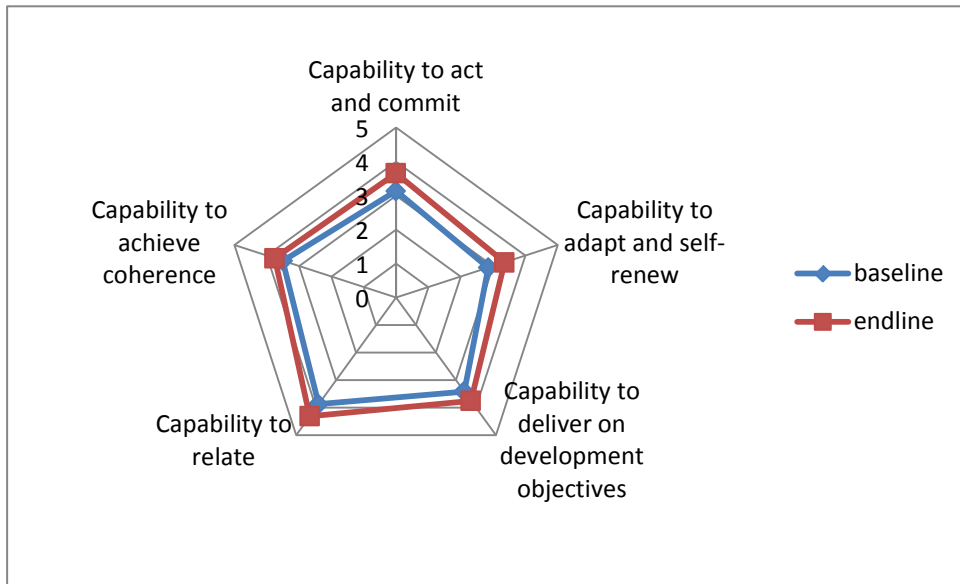 Capability to act
and commit
5
4
3
2
1
0
Capability to
adapt and self-
renew
Capability to
deliver on
development
objectives
Capability to
relate
Capability to
achieve
coherence
baseline
endline